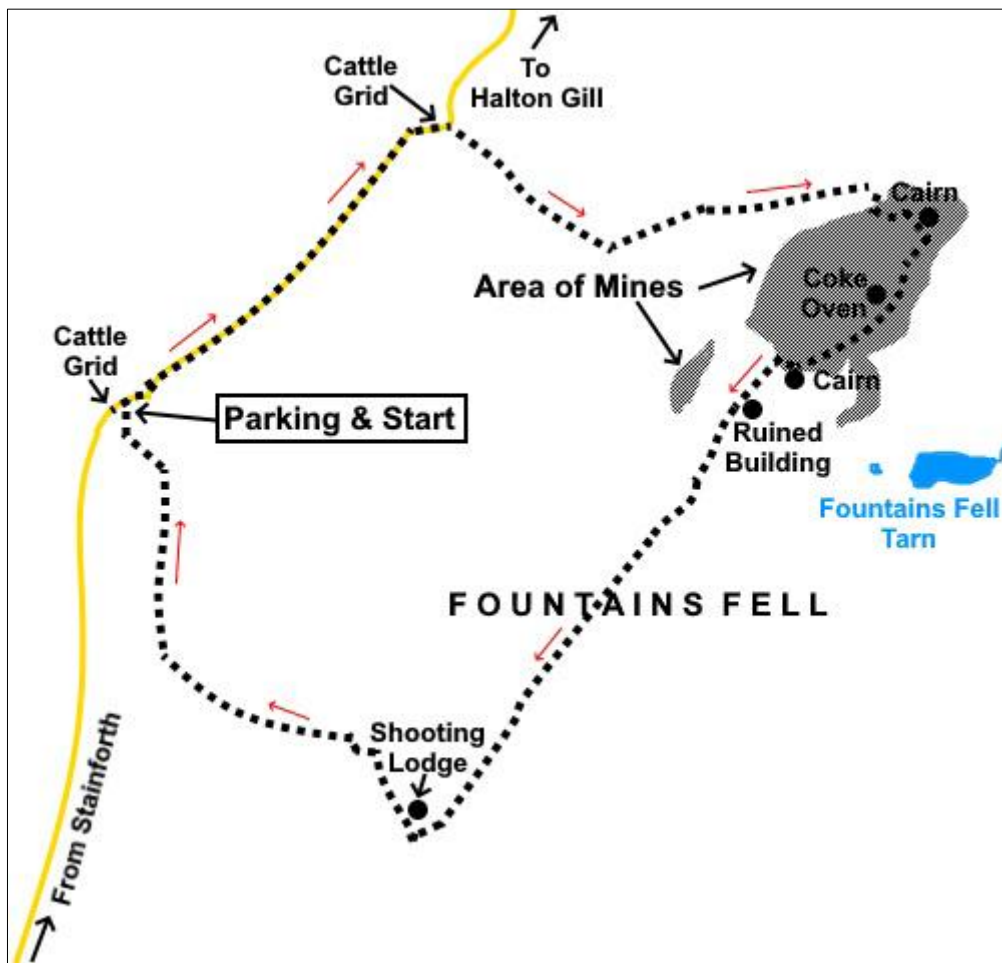 To
Halton Gill
Cattle
Grid
Cairn
Area of Mines
Coke
Oven
Cattle
Grid
Cairn
Parking & Start
Ruined
Building
Fountains Fell
Tarn
FOUNTAINS FELL
Shooting
Lodge
From Stainforth